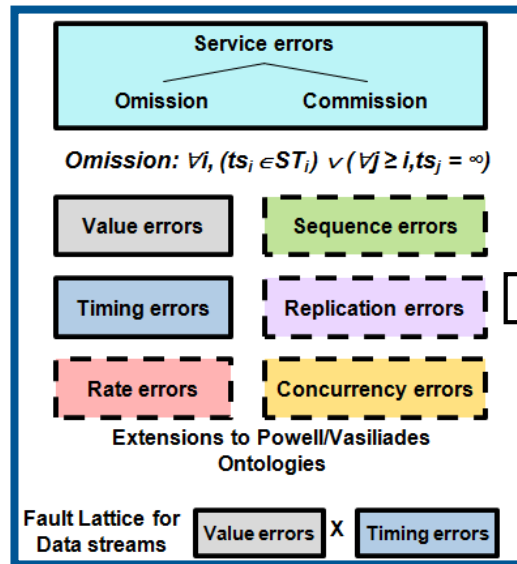 Service errors
Omission Commission
Omission: ∀i, (tsᵢ ∈STᵢ) ∨ (∀j ≥ i,tsⱼ = ∞)
Value errors Sequence errors
Timing errors Replication errors
Rate errors Concurrency errors
Extensions to Powell/Vasiliades
Ontologies
Fault Lattice for
Data streams Value errors X Timing errors